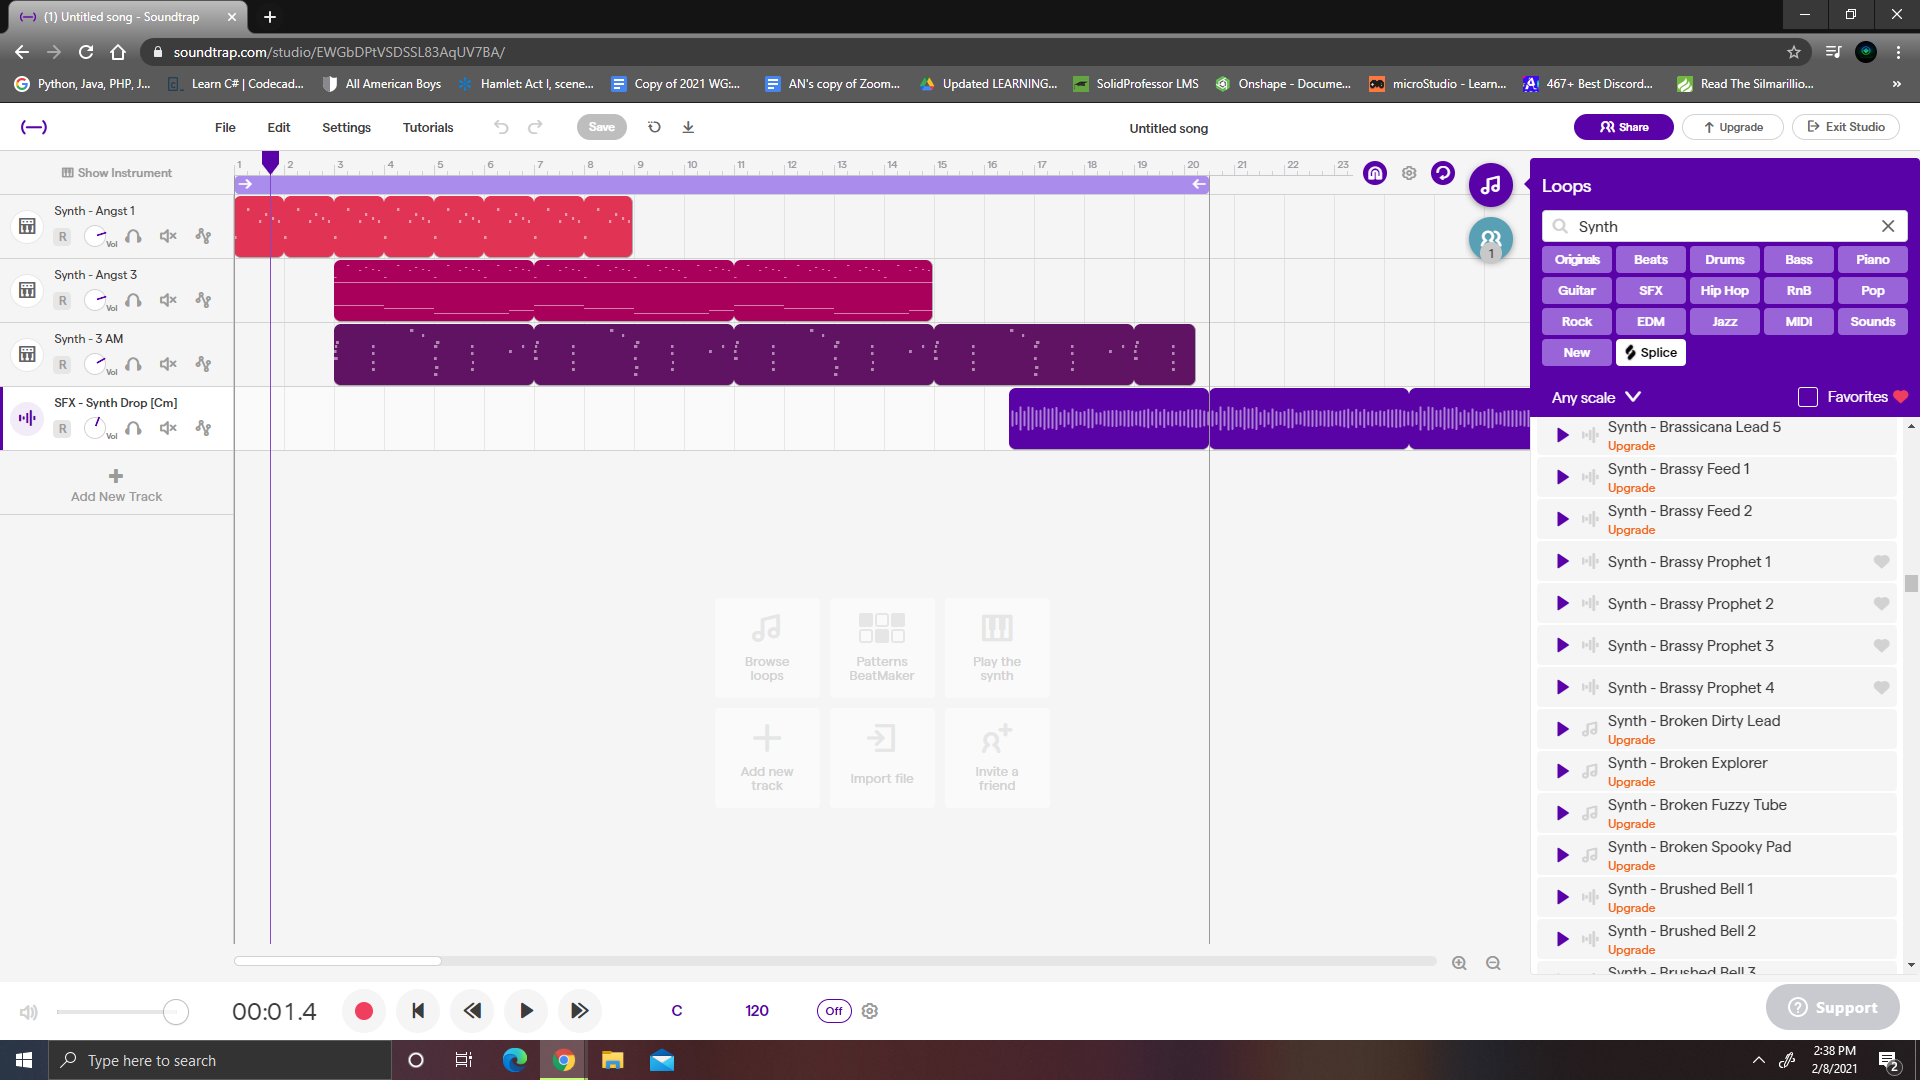 (1) Untitled song - Soundtrap
soundtrap.com/studio/EWGbDPtVSDSSL83AqUV7BA/
Python, Java, PHP, J...
Learn C# | Codecad...
All American Boys
Hamlet: Act I, scene...
Copy of 2021 WG:...
AN's copy of Zoom...
Updated LEARNING...
SolidProfessor LMS
Onshape - Docume...
microStudio - Learn...
467+ Best Discord...
Read The Silmarillio...
»
File Edit Settings Tutorials
Save
Untitled song
Share
Upgrade
Exit Studio
Show Instrument
1 2 3 4 5 6 7 8 9 10 11 12 13 14 15 16 17 18 19 20 21 22 23
Synth - Angst 1
R Vol
Synth - Angst 3
R Vol
Synth - 3 AM
R Vol
SFX - Synth Drop [Cm]
R Vol
Add New Track
1
Browse
loops
Patterns
BeatMaker
Play the
synth
Add new
track
Import file
Invite a
friend
Loops
Synth
Originals Beats Drums Bass Piano
Guitar SFX Hip Hop RnB Pop
Rock EDM Jazz MIDI Sounds
New Splice
Any scale
Favorites
Synth - Brassicana Lead 5
Upgrade
Synth - Brassy Feed 1
Upgrade
Synth - Brassy Feed 2
Upgrade
Synth - Brassy Prophet 1
Synth - Brassy Prophet 2
Synth - Brassy Prophet 3
Synth - Brassy Prophet 4
Synth - Broken Dirty Lead
Upgrade
Synth - Broken Explorer
Upgrade
Synth - Broken Fuzzy Tube
Upgrade
Synth - Broken Spooky Pad
Upgrade
Synth - Brushed Bell 1
Upgrade
Synth - Brushed Bell 2
Upgrade
Synth - Brushed Bell 3
00:01.4
C
120
Off
Support
Type here to search
2:38 PM
2/8/2021
2